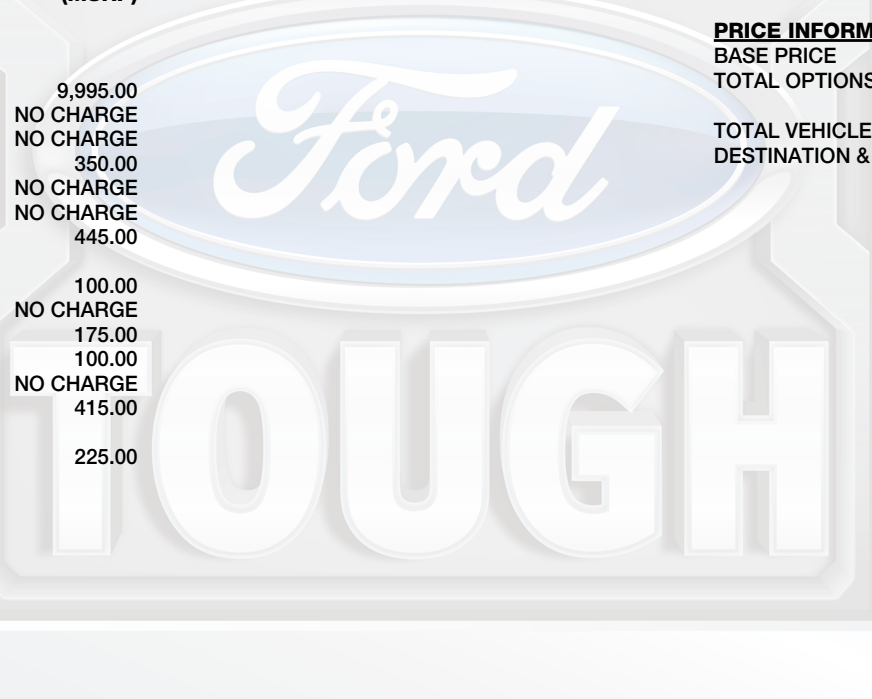 (MSRP)
9,995.00
NO CHARGE
NO CHARGE
350.00
NO CHARGE
NO CHARGE
445.00
100.00
NO CHARGE
175.00
100.00
NO CHARGE
415.00
225.00
PRICE INFORM
BASE PRICE
TOTAL OPTIONS
TOTAL VEHICLE
DESTINATION &
Ford
TOUGH